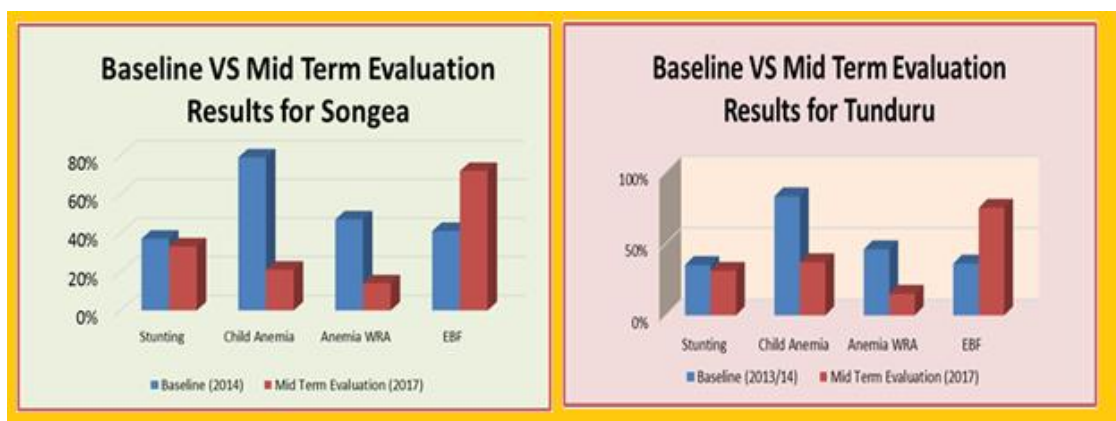 Baseline VS Mid Term Evaluation
Results for Songea
80%
60%
40%
20%
0%
Stunting Child Anemia Anemia WRA EBF
Baseline (2014) Mid Term Evaluation (2017)
Baseline VS Mid Term Evaluation
Results for Tunduru
100%
50%
0%
Stunting Child Anemia Anemia WRA EBF
Baseline (2013/14) Mid Term Evaluation (2017)